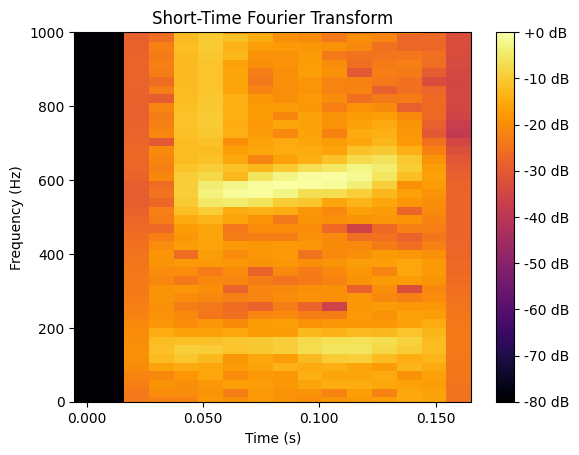 Short-Time Fourier Transform
Frequency (Hz)
1000
800
600
400
200
0
0.000
0.050
0.100
0.150
Time (s)
+0 dB
-10 dB
-20 dB
-30 dB
-40 dB
-50 dB
-60 dB
-70 dB
-80 dB